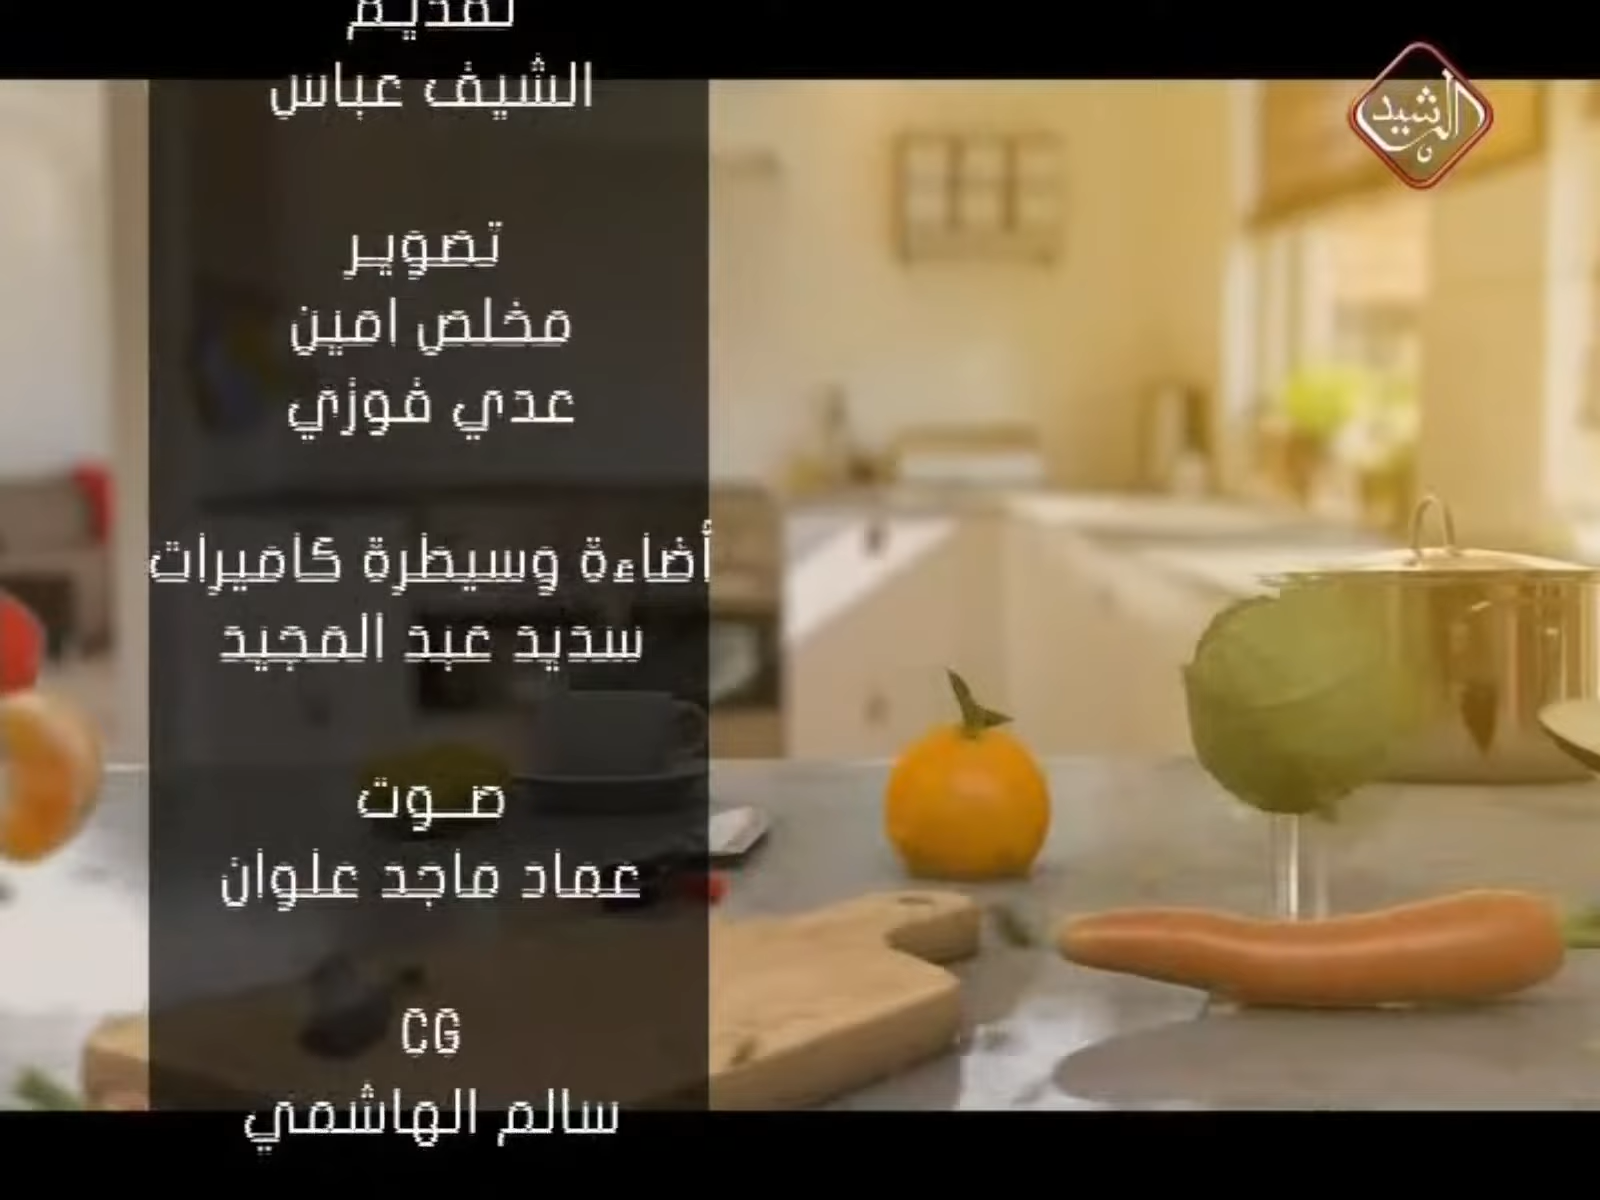 تقديم
الشيف عباس
تصوير
مخلص امين
عدي فوزي
أضاءة وسيطرة كاميرات
سديد عبد المجيد
صـوت
عماد ماجد علوان
CG
سالم الهاشمي
الرشيد